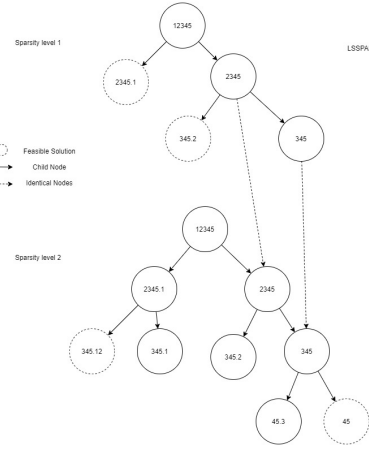 12345
Sparsity level 1
LSSPA
2345.1
2345
345.2
345
Feasible Solution
Child Node
Identical Nodes
12345
Sparsity level 2
2345.1
2345
345.12
345.1
345.2
345
45.3
45